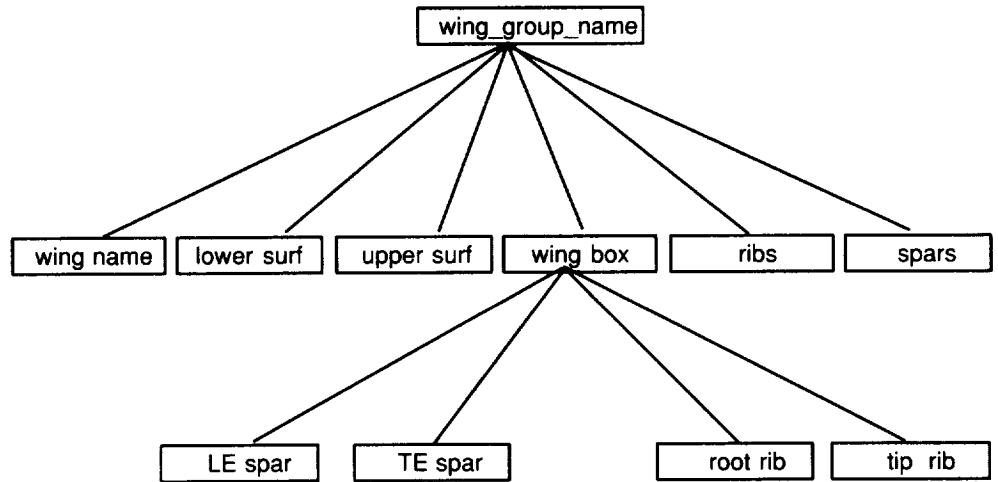 wing_group_name
wing name
lower surf
upper surf
wing box
ribs
spars
LE spar
TE spar
root rib
tip rib